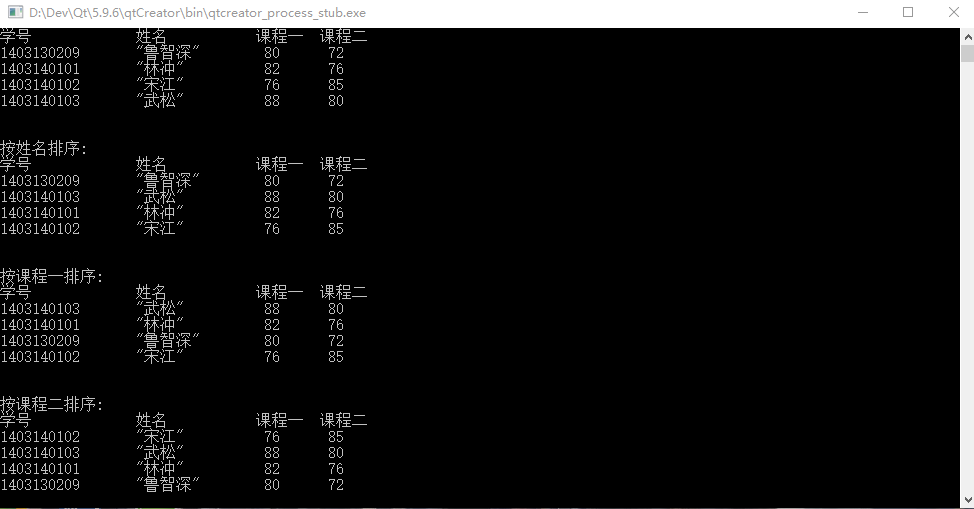 D:\Dev\Qt\5.9.6\qtCreator\bin\qtcreator_process_stub.exe
学号 姓名 课程一 课程二
1403130209 "鲁智深" 80 72
1403140101 "林冲" 82 76
1403140102 "宋江" 76 85
1403140103 "武松" 88 80
按姓名排序:
学号 姓名 课程一 课程二
1403130209 "鲁智深" 80 72
1403140103 "武松" 88 80
1403140101 "林冲" 82 76
1403140102 "宋江" 76 85
按课程一排序:
学号 姓名 课程一 课程二
1403140103 "武松" 88 80
1403140101 "林冲" 82 76
1403130209 "鲁智深" 80 72
1403140102 "宋江" 76 85
按课程二排序:
学号 姓名 课程一 课程二
1403140102 "宋江" 76 85
1403140103 "武松" 88 80
1403140101 "林冲" 82 76
1403130209 "鲁智深" 80 72